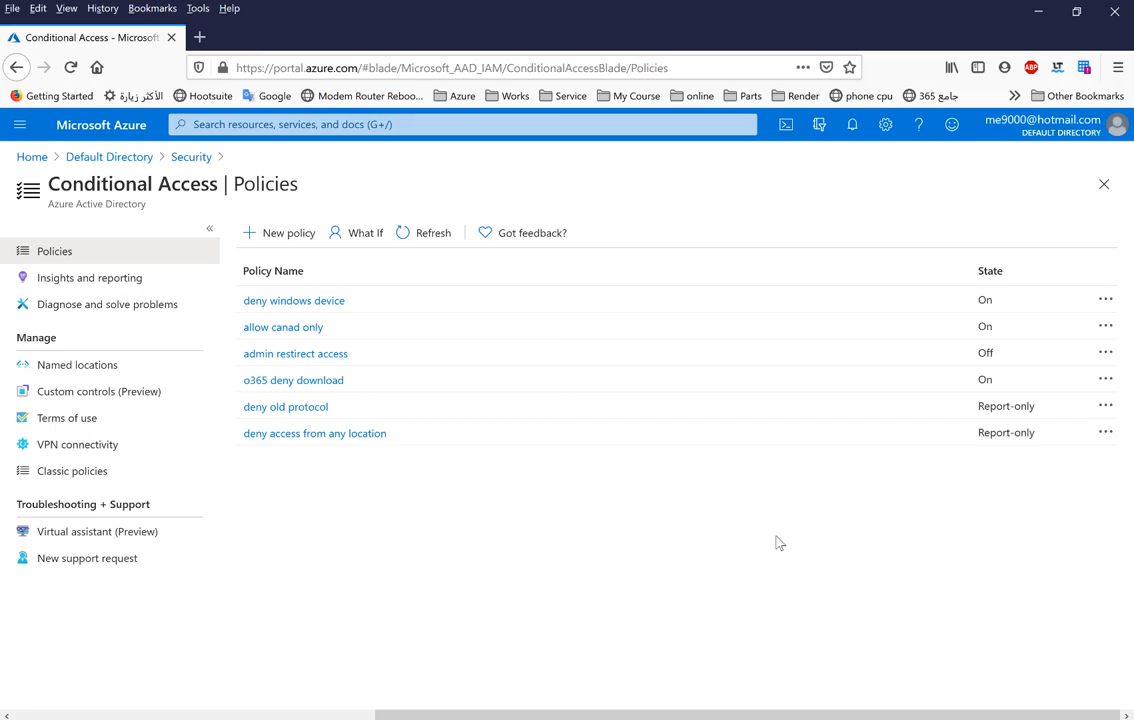 File Edit View History Bookmarks Tools Help
Conditional Access - Microsoft
https://portal.azure.com/#blade/Microsoft_AAD_IAM/ConditionalAccessBlade/Policies
ABP
LT
Getting Started الأكثر زيارة Hootsuite Google Modem Router Reboo... Azure Works Service My Course online Parts Render phone cpu جامع 365 Other Bookmarks
Microsoft Azure
Search resources, services, and docs (G+/)
me9000@hotmail.com
DEFAULT DIRECTORY
Home > Default Directory > Security >
Conditional Access | Policies
Azure Active Directory
Policies
Insights and reporting
Diagnose and solve problems
Manage
Named locations
Custom controls (Preview)
Terms of use
VPN connectivity
Classic policies
Troubleshooting + Support
Virtual assistant (Preview)
New support request
New policy What If Refresh Got feedback?
Policy Name State
deny windows device On
allow canad only On
admin restirect access Off
o365 deny download On
deny old protocol Report-only
deny access from any location Report-only